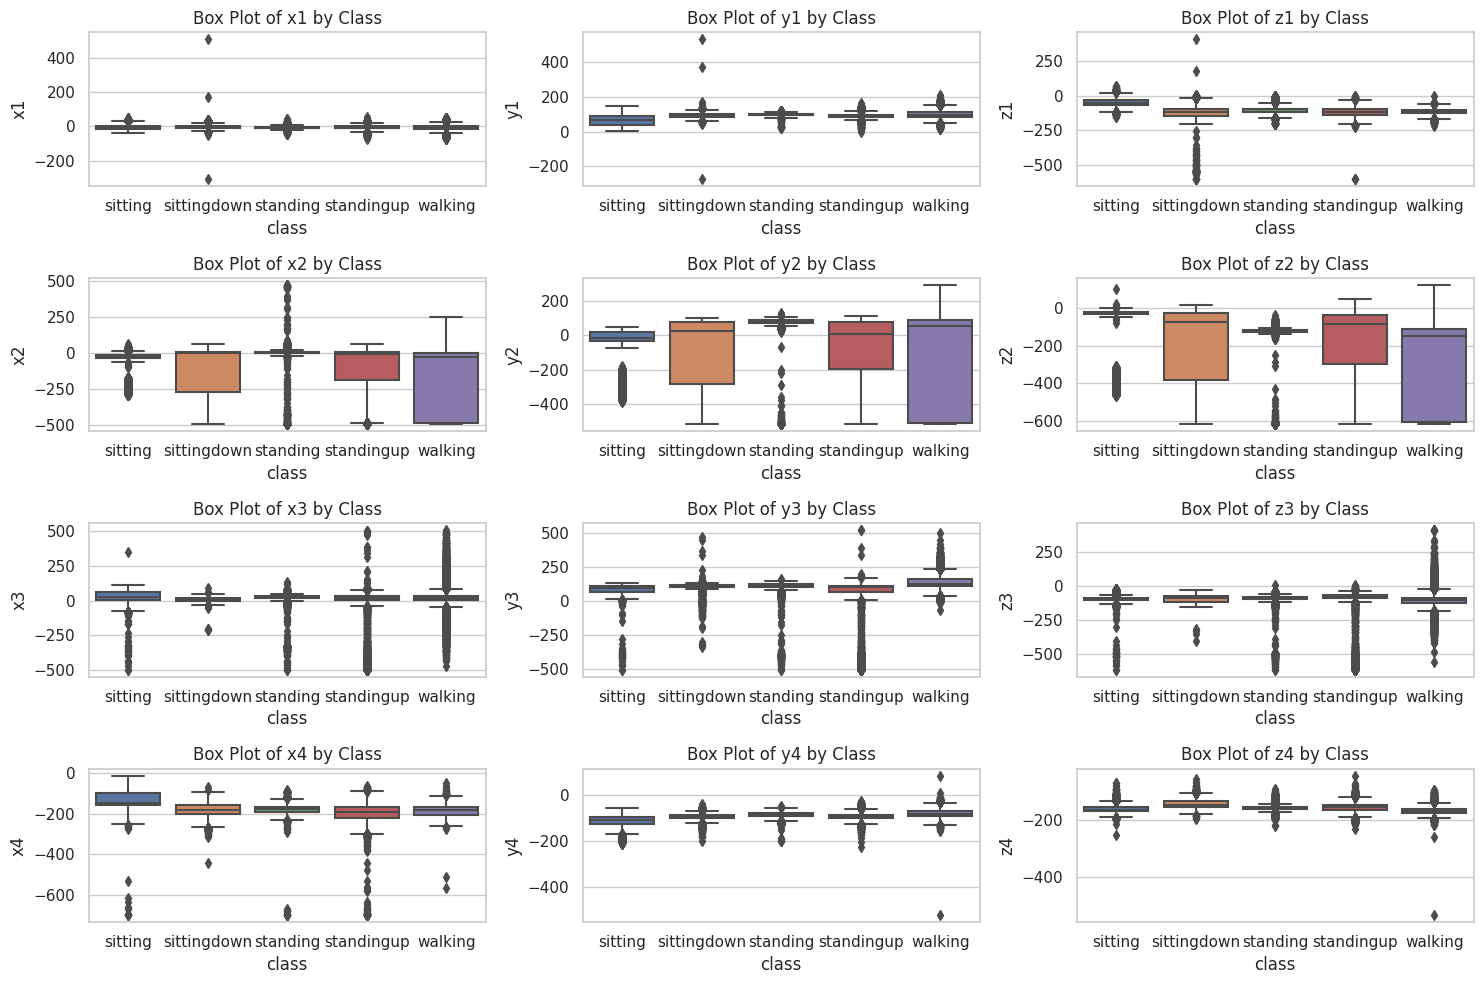 Box Plot of x1 by Class
400
200
0
−200
x1
sitting sittingdown standing standingup walking
class
Box Plot of y1 by Class
400
200
0
−200
y1
sitting sittingdown standing standingup walking
class
Box Plot of z1 by Class
250
0
−250
−500
z1
sitting sittingdown standing standingup walking
class
Box Plot of x2 by Class
500
250
0
−250
−500
x2
sitting sittingdown standing standingup walking
class
Box Plot of y2 by Class
200
0
−200
−400
y2
sitting sittingdown standing standingup walking
class
Box Plot of z2 by Class
0
−200
−400
−600
z2
sitting sittingdown standing standingup walking
class
Box Plot of x3 by Class
500
250
0
−250
−500
x3
sitting sittingdown standing standingup walking
class
Box Plot of y3 by Class
500
250
0
−250
−500
y3
sitting sittingdown standing standingup walking
class
Box Plot of z3 by Class
250
0
−250
−500
z3
sitting sittingdown standing standingup walking
class
Box Plot of x4 by Class
0
−200
−400
−600
x4
sitting sittingdown standing standingup walking
class
Box Plot of y4 by Class
0
−200
−400
y4
sitting sittingdown standing standingup walking
class
Box Plot of z4 by Class
−200
−400
z4
sitting sittingdown standing standingup walking
class